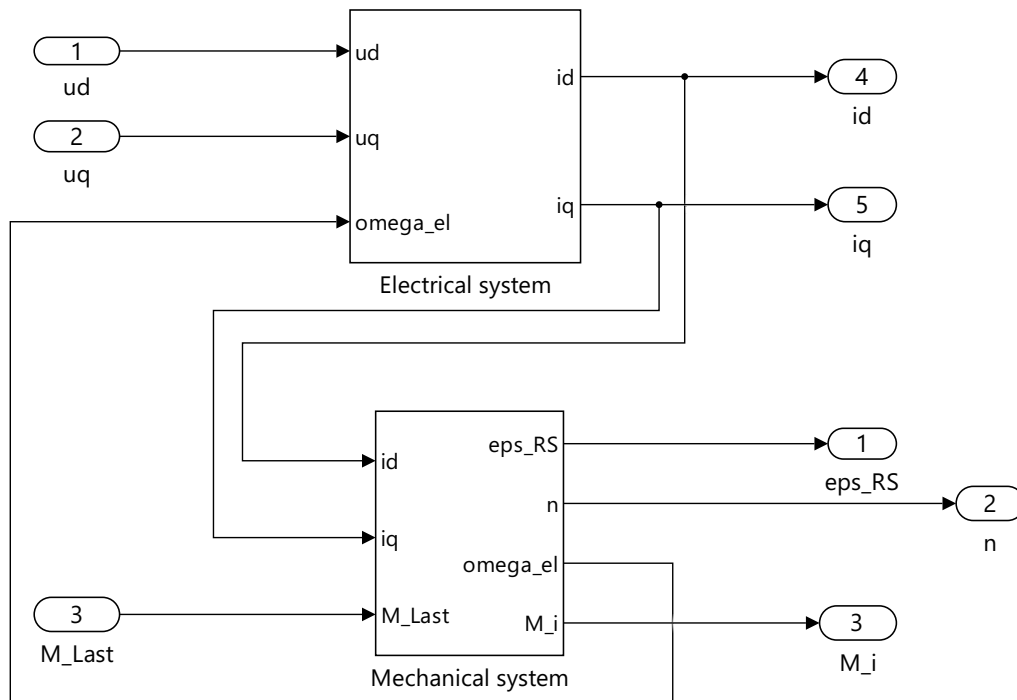 1
ud
2
uq
ud
uq
omega_el
id
iq
Electrical system
4
id
5
iq
3
M_Last
id
iq
M_Last
eps_RS
n
omega_el
M_i
Mechanical system
1
eps_RS
2
n
3
M_i